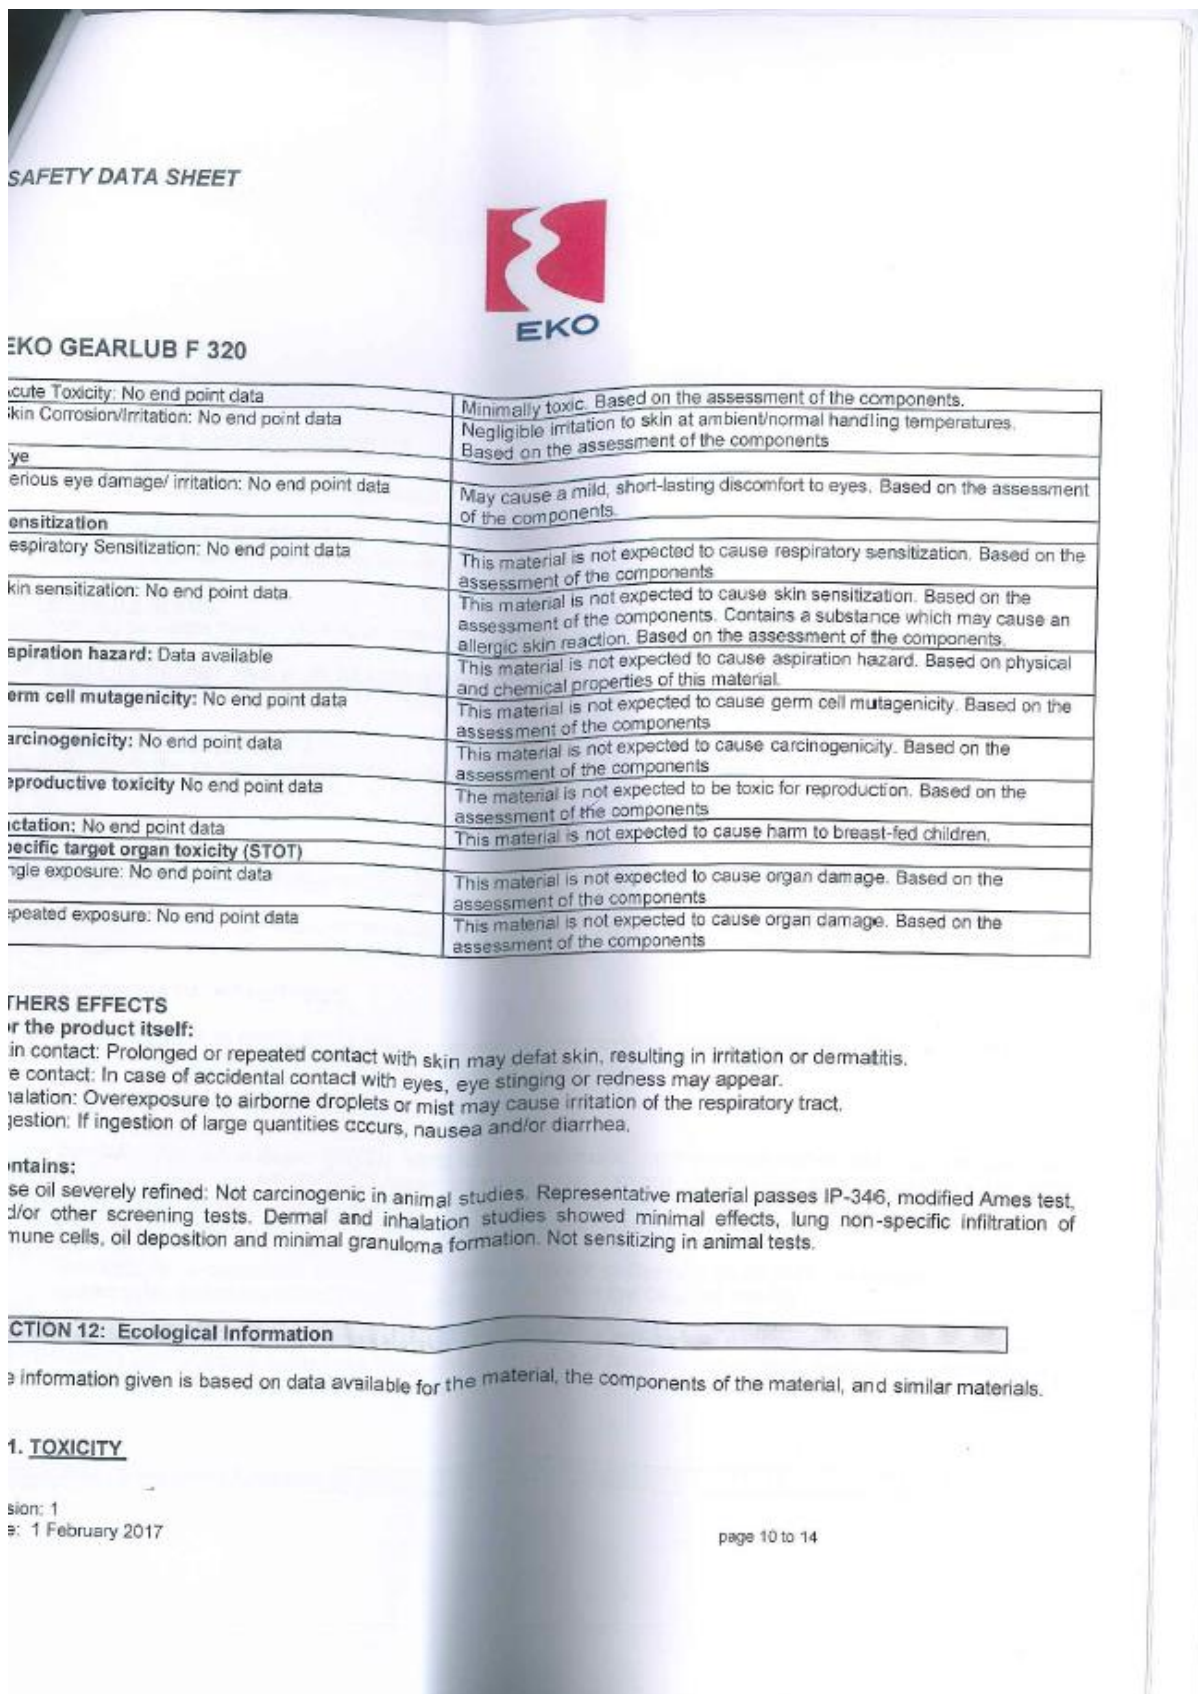 SAFETY DATA SHEET
EKO
EKO GEARLUB F 320
cute Toxicity: No end point data
Minimally toxic. Based on the assessment of the components.
kin Corrosion/Irritation: No end point data
Negligible irritation to skin at ambient/normal handling temperatures.
Based on the assessment of the components
ye
erious eye damage/ irritation: No end point data
May cause a mild, short-lasting discomfort to eyes. Based on the assessment
of the components.
ensitization
espiratory Sensitization: No end point data
This material is not expected to cause respiratory sensitization. Based on the
assessment of the components
kin sensitization: No end point data.
This material is not expected to cause skin sensitization. Based on the
assessment of the components. Contains a substance which may cause an
allergic skin reaction. Based on the assessment of the components.
spiration hazard: Data available
This material is not expected to cause aspiration hazard. Based on physical
and chemical properties of this material.
erm cell mutagenicity: No end point data
This material is not expected to cause germ cell mutagenicity. Based on the
assessment of the components
arcinogenicity: No end point data
This material is not expected to cause carcinogenicity. Based on the
assessment of the components
eproductive toxicity No end point data
The material is not expected to be toxic for reproduction. Based on the
assessment of the components
ctation: No end point data
This material is not expected to cause harm to breast-fed children.
pecific target organ toxicity (STOT)
ngle exposure: No end point data
This material is not expected to cause organ damage. Based on the
assessment of the components
epeated exposure: No end point data
This material is not expected to cause organ damage. Based on the
assessment of the components
THERS EFFECTS
r the product itself:
in contact: Prolonged or repeated contact with skin may defat skin, resulting in irritation or dermatitis.
e contact: In case of accidental contact with eyes, eye stinging or redness may appear.
halation: Overexposure to airborne droplets or mist may cause irritation of the respiratory tract.
gestion: If ingestion of large quantities occurs, nausea and/or diarrhea.
ntains:
se oil severely refined: Not carcinogenic in animal studies. Representative material passes IP-346, modified Ames test,
d/or other screening tests. Dermal and inhalation studies showed minimal effects, lung non-specific infiltration of
mune cells, oil deposition and minimal granuloma formation. Not sensitizing in animal tests.
CTION 12: Ecological Information
e information given is based on data available for the material, the components of the material, and similar materials.
1. TOXICITY
sion: 1
e: 1 February 2017
page 10 to 14